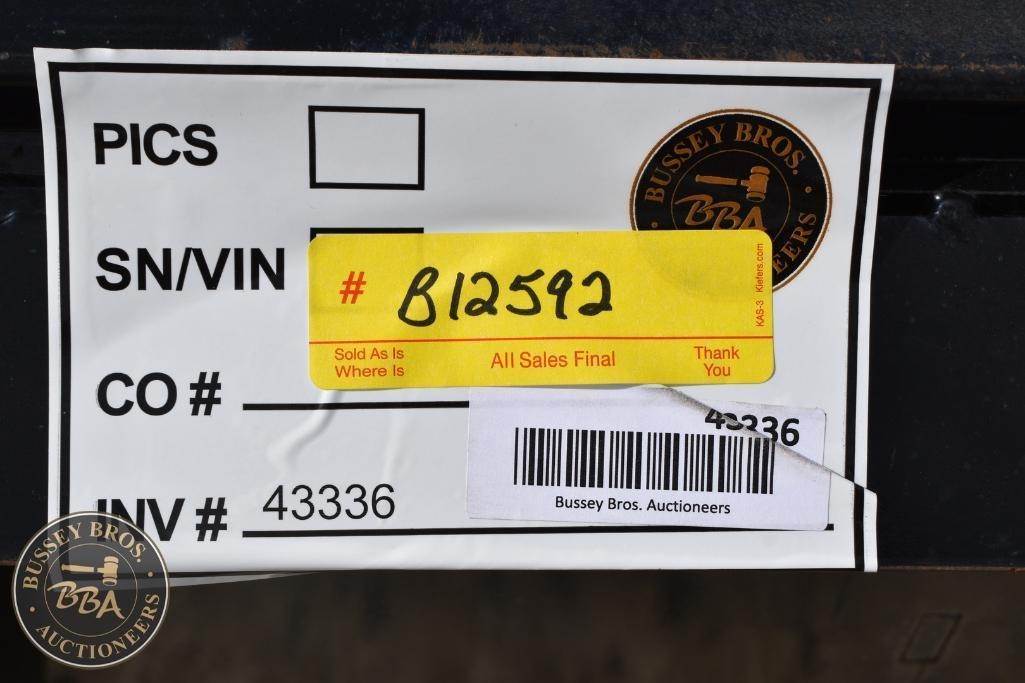 PICS
BUSSEY BROS.
BBA
EERS
SN/VIN
# B12592
KAS-3 Kiefers.com
Sold As Is
Where Is
All Sales Final
Thank
You
CO #
43336
Bussey Bros. Auctioneers
INV # 43336
BUSSEY BROS.
BBA
AUCTIONEERS